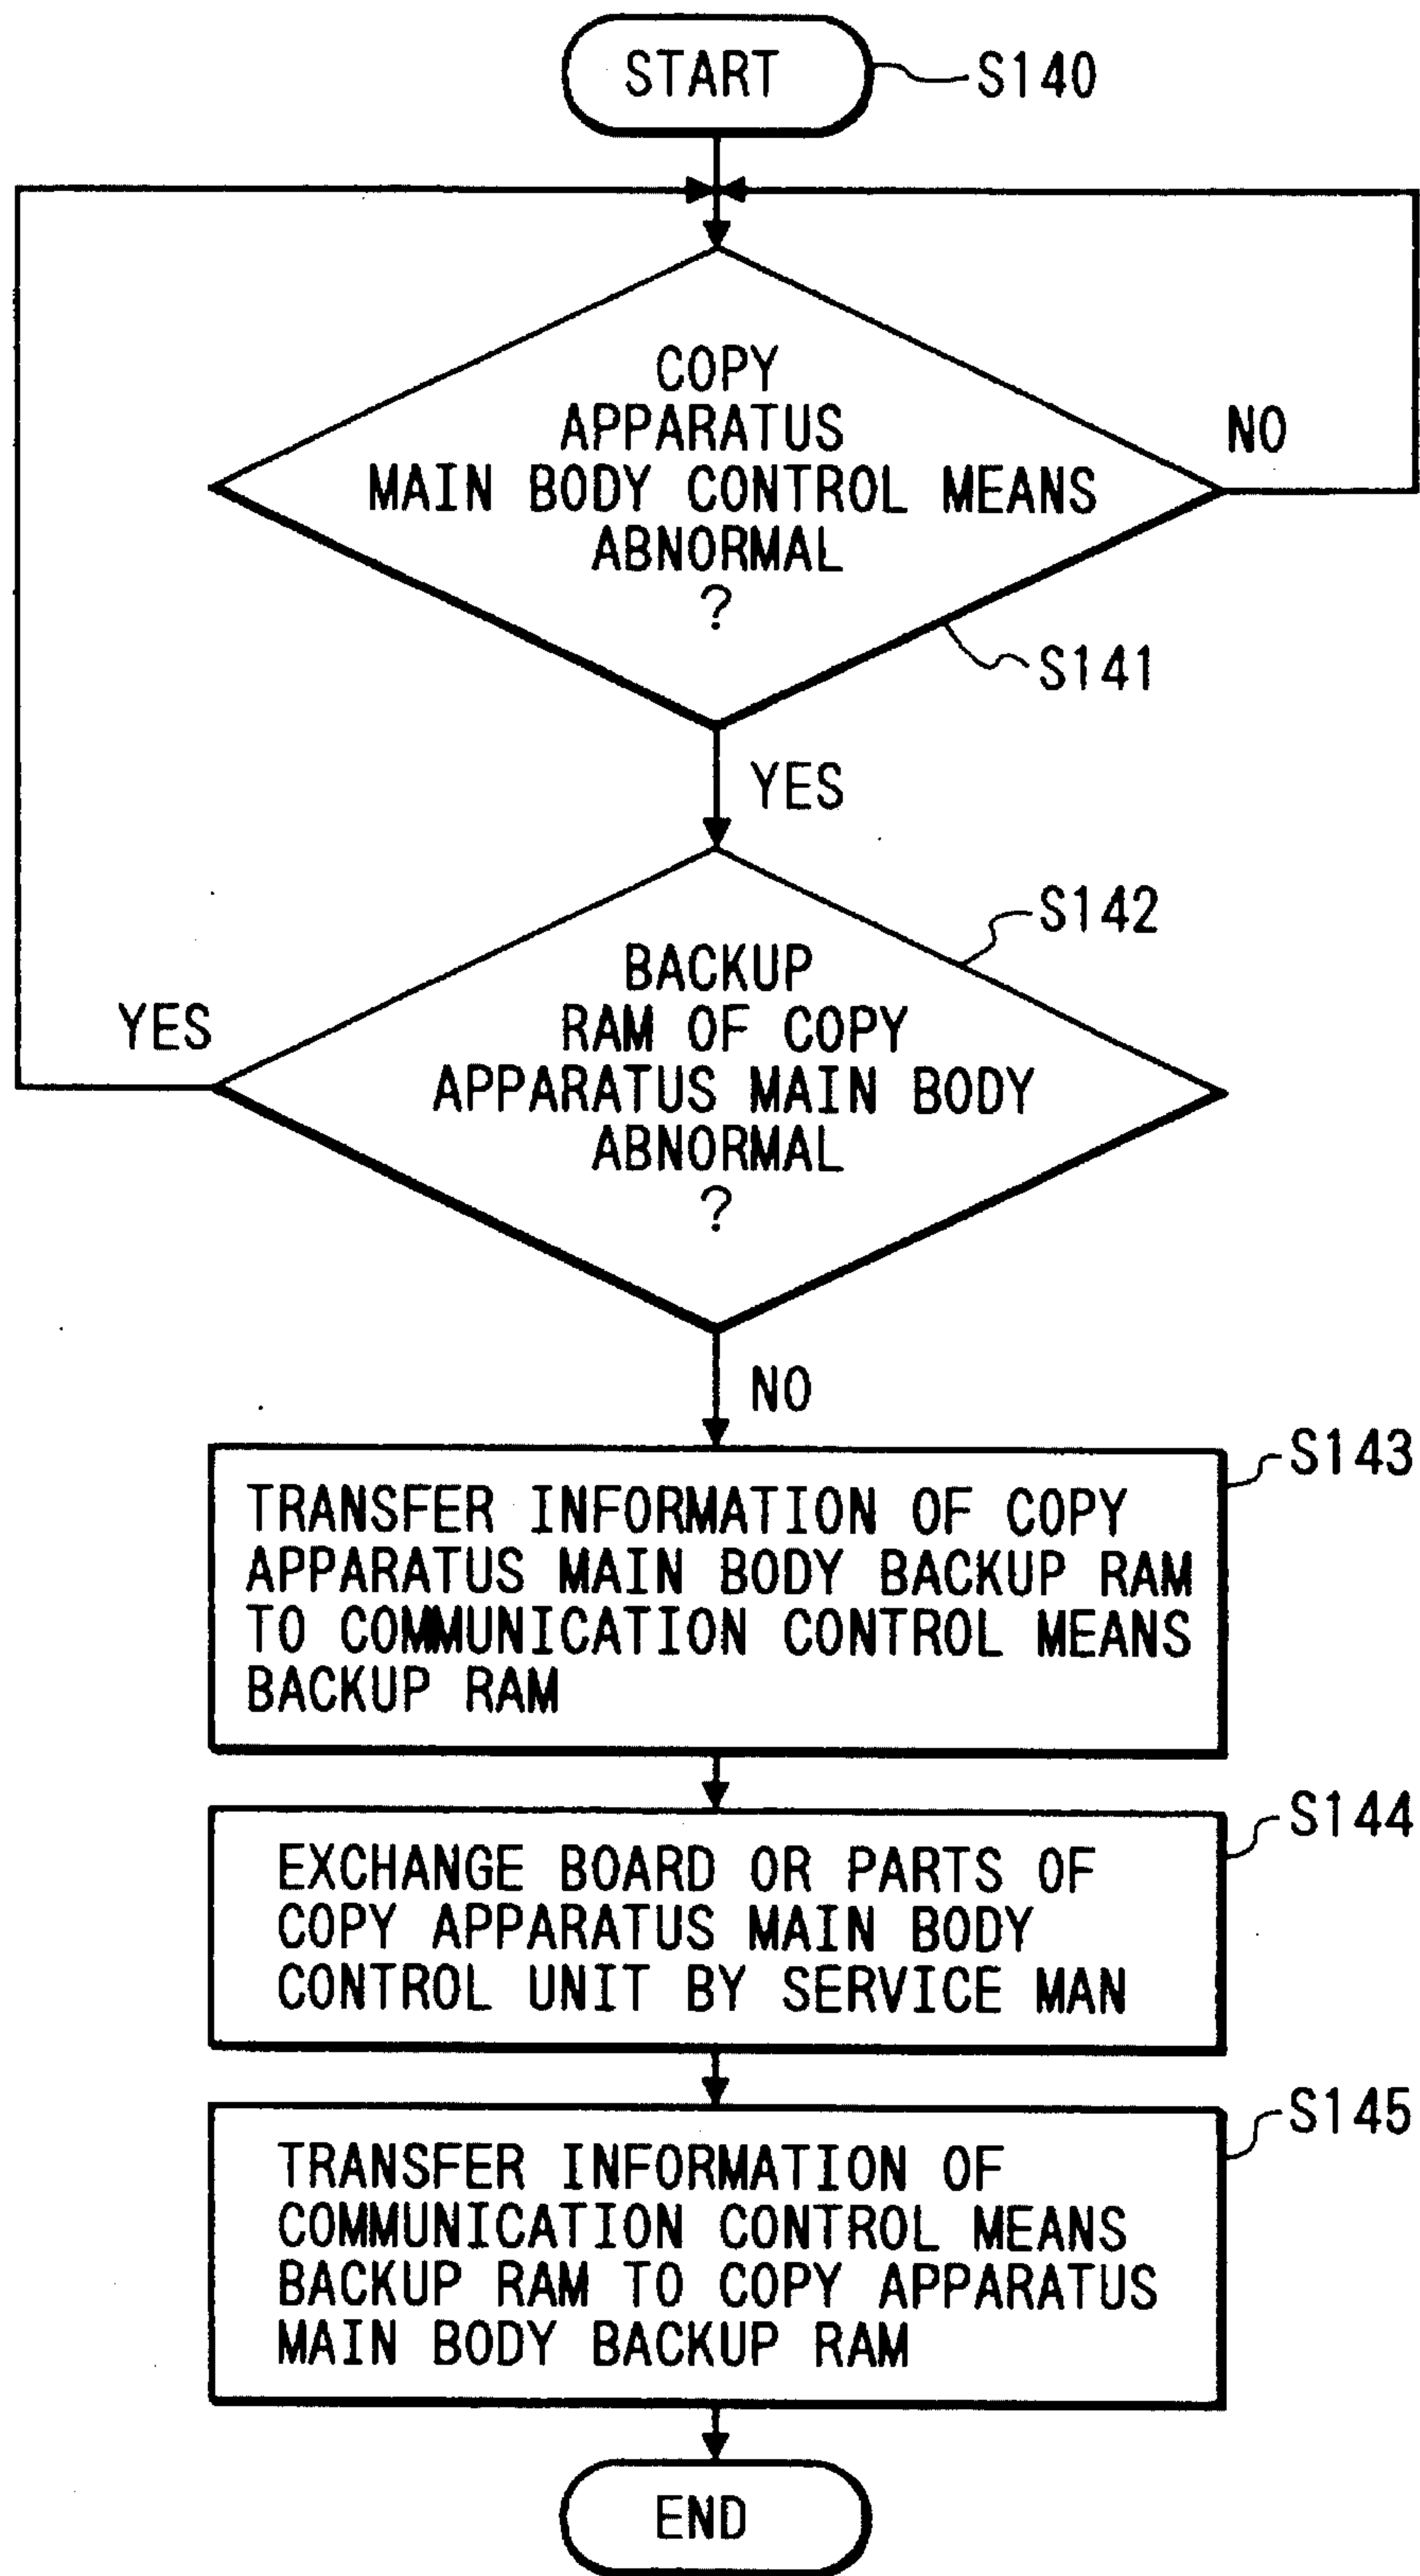 START
S140
COPY
APPARATUS
MAIN BODY CONTROL MEANS
ABNORMAL
?
NO
S141
YES
S142
BACKUP
RAM OF COPY
APPARATUS MAIN BODY
ABNORMAL
?
YES
NO
S143
TRANSFER INFORMATION OF COPY
APPARATUS MAIN BODY BACKUP RAM
TO COMMUNICATION CONTROL MEANS
BACKUP RAM
S144
EXCHANGE BOARD OR PARTS OF
COPY APPARATUS MAIN BODY
CONTROL UNIT BY SERVICE MAN
S145
TRANSFER INFORMATION OF
COMMUNICATION CONTROL MEANS
BACKUP RAM TO COPY APPARATUS
MAIN BODY BACKUP RAM
END